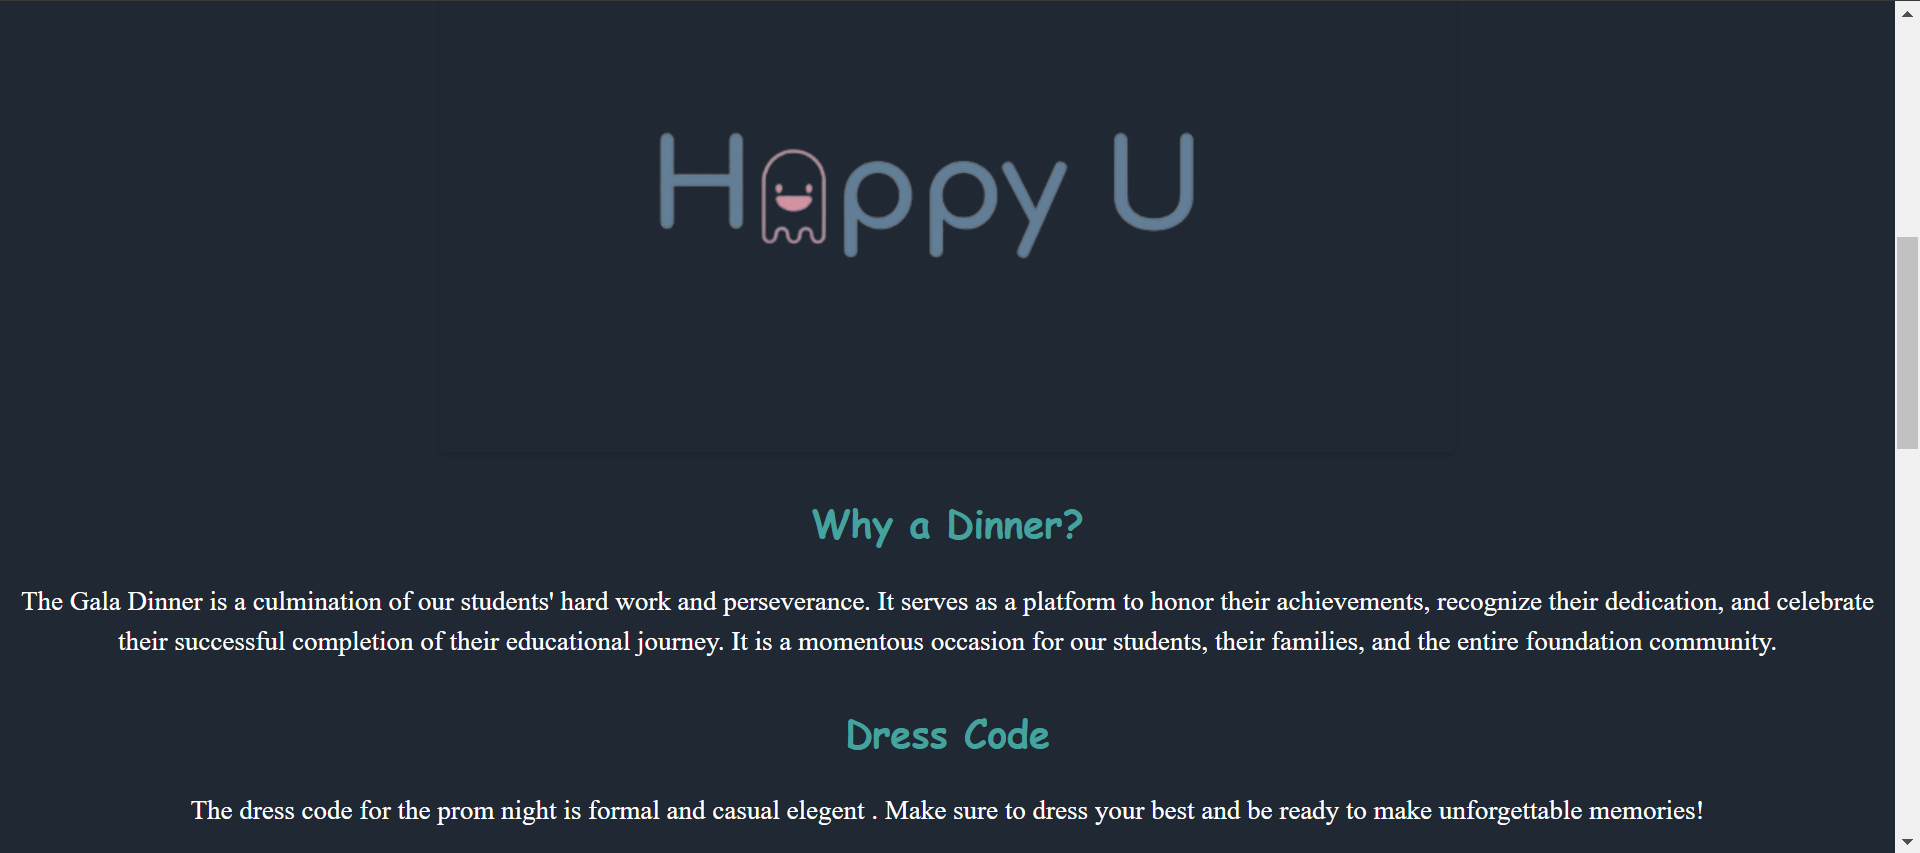 Happy U
Why a Dinner?
The Gala Dinner is a culmination of our students' hard work and perseverance. It serves as a platform to honor their achievements, recognize their dedication, and celebrate
their successful completion of their educational journey. It is a momentous occasion for our students, their families, and the entire foundation community.
Dress Code
The dress code for the prom night is formal and casual elegent . Make sure to dress your best and be ready to make unforgettable memories!